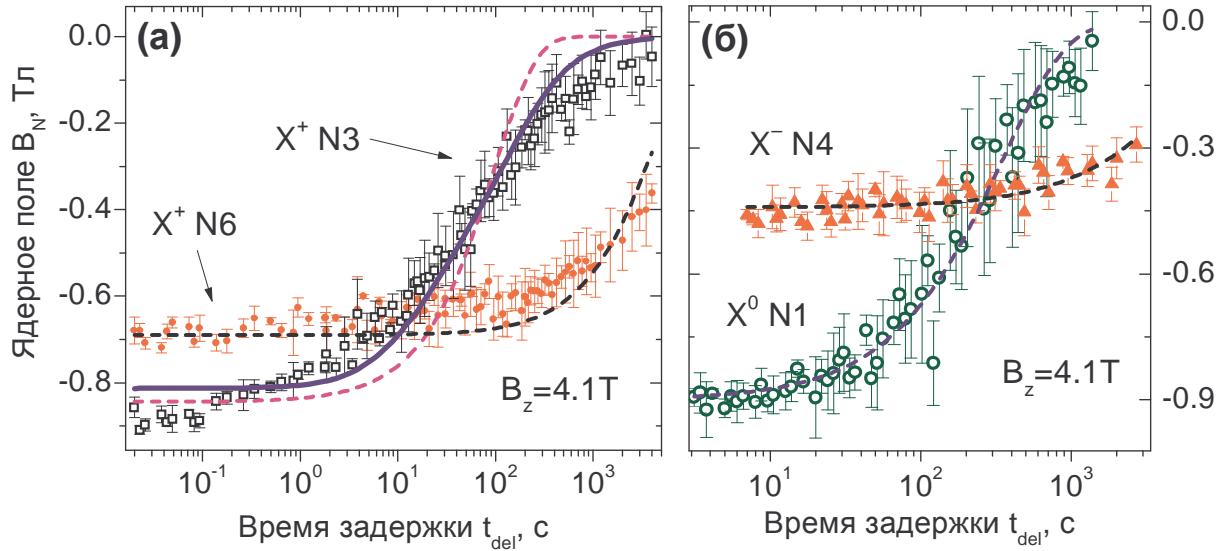 (а)
0.0
-0.2
-0.4
-0.6
-0.8
Ядерное поле B_N, Тл
X⁺ N3
X⁺ N6
B_z=4.1T
10⁻¹ 10⁰ 10¹ 10² 10³
Время задержки t_del, с
(б)
0.0
-0.3
-0.6
-0.9
X⁻ N4
X⁰ N1
B_z=4.1T
10¹ 10² 10³
Время задержки t_del, с